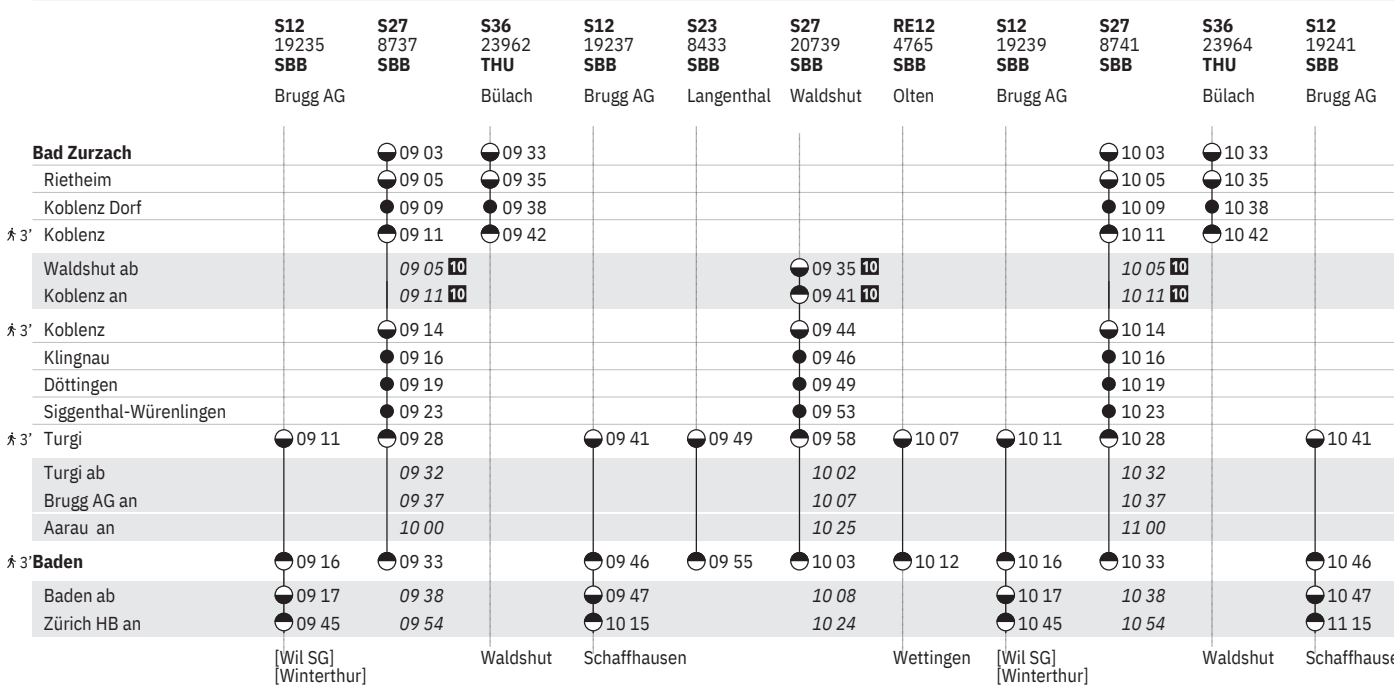 S12 S27 S36 S12 S23 S27 RE12 S12 S27 S36 S12
19235 8737 23962 19237 8433 20739 4765 19239 8741 23964 19241
SBB SBB THU SBB SBB SBB SBB SBB SBB THU SBB
Brugg AG Bülach Brugg AG Langenthal Waldshut Olten Brugg AG Bülach Brugg AG
Bad Zurzach 09 03 09 33 10 03 10 33
Rietheim 09 05 09 35 10 05 10 35
Koblenz Dorf 09 09 09 38 10 09 10 38
3' Koblenz 09 11 09 42 10 11 10 42
Waldshut ab 09 05 10 09 35 10 10 05 10
Koblenz an 09 11 10 09 41 10 10 11 10
3' Koblenz 09 14 09 44 10 14
Klingnau 09 16 09 46 10 16
Döttingen 09 19 09 49 10 19
Siggenthal-Würenlingen 09 23 09 53 10 23
3' Turgi 09 11 09 28 09 41 09 49 09 58 10 07 10 11 10 28 10 41
Turgi ab 09 32 10 02 10 32
Brugg AG an 09 37 10 07 10 37
Aarau an 10 00 10 25 11 00
3' Baden 09 16 09 33 09 46 09 55 10 03 10 12 10 16 10 33 10 46
Baden ab 09 17 09 38 09 47 10 08 10 17 10 38 10 47
Zürich HB an 09 45 09 54 10 15 10 24 10 45 10 54 11 15
[Wil SG] Waldshut Schaffhausen Wettingen [Wil SG] Waldshut Schaffhause
[Winterthur] [Winterthur]